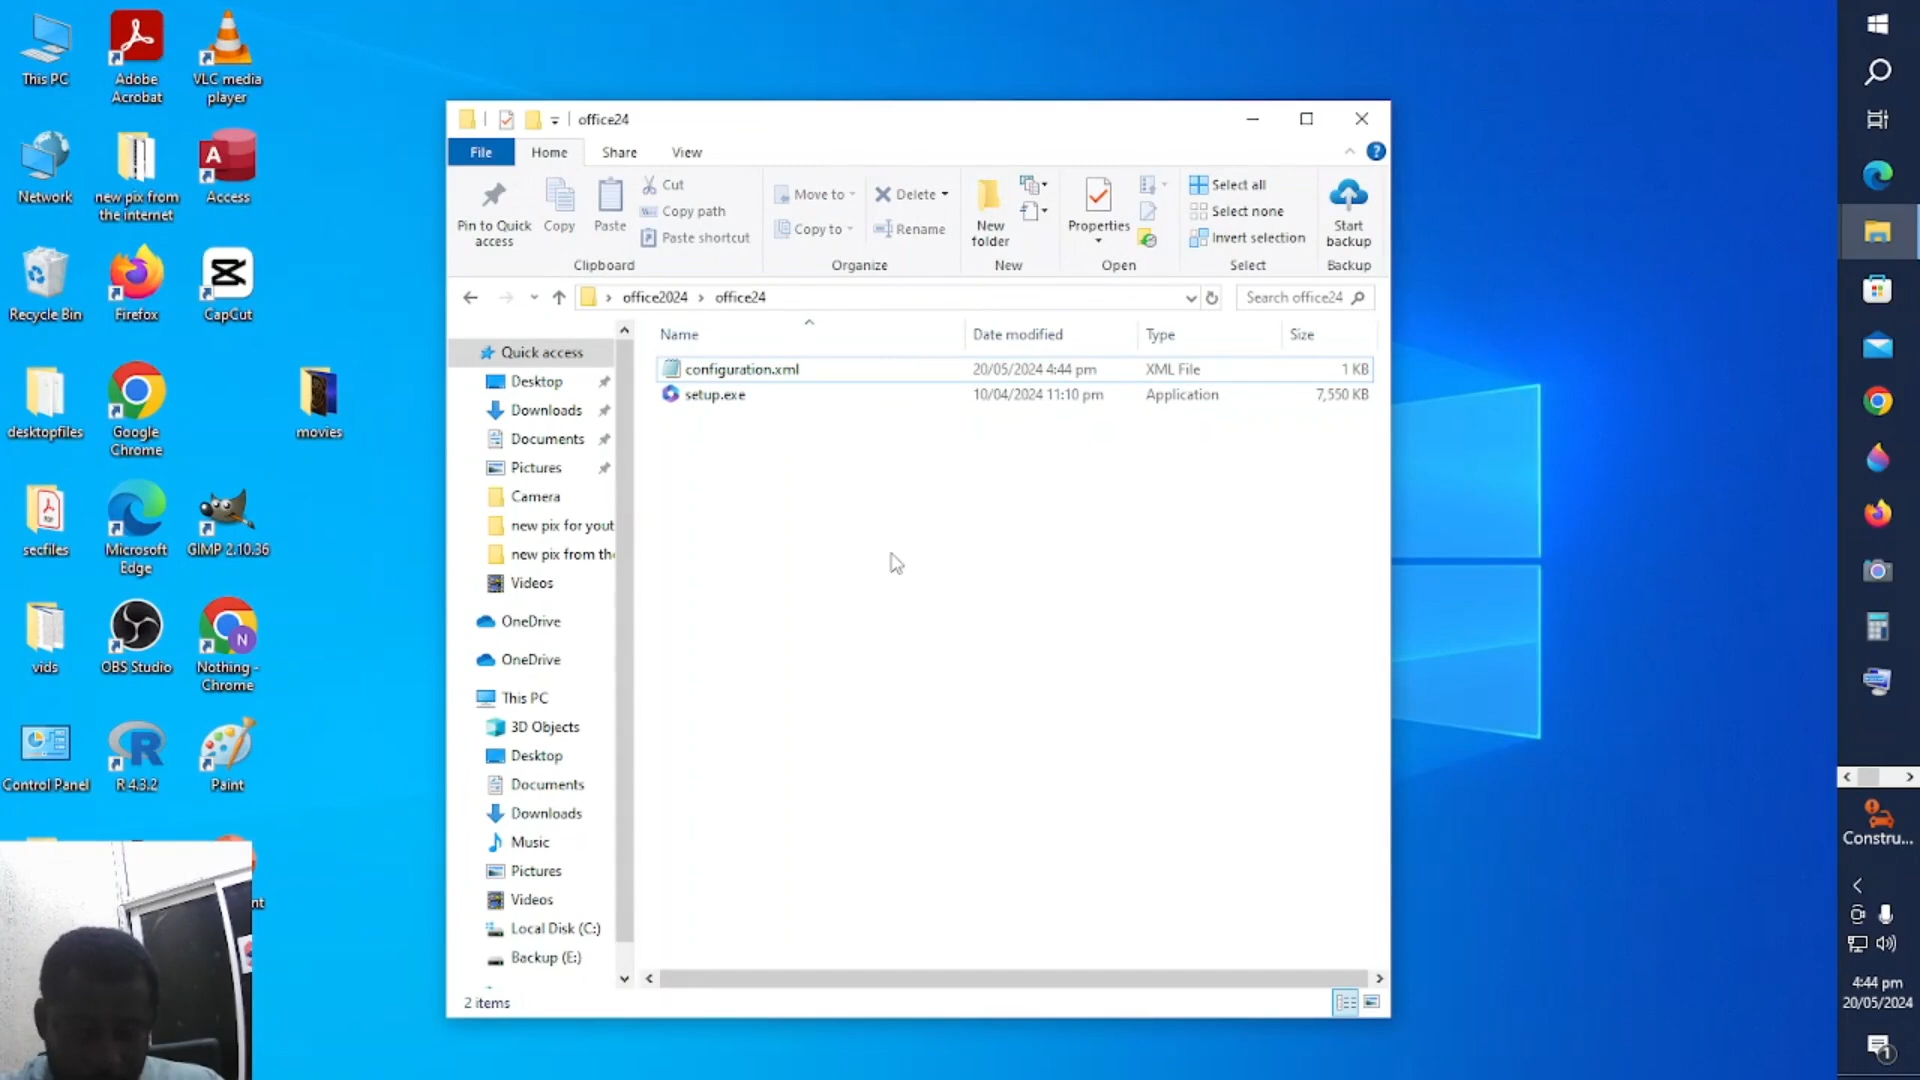 This PC
Adobe
Acrobat
VLC media
player
Network
new pix from
the internet
Access
Recycle Bin
Firefox
CapCut
desktopfiles
Google
Chrome
movies
secfiles
Microsoft
Edge
GIMP 2.10.36
vids
OBS Studio
Nothing -
Chrome
Control Panel
R 4.3.2
Paint
nt
office24
File
Home
Share
View
Pin to Quick
access
Copy
Paste
Cut
Copy path
Paste shortcut
Clipboard
Move to
Copy to
Delete
Rename
Organize
New
folder
New
Properties
Open
Select all
Select none
Invert selection
Select
Start
backup
Backup
office2024 > office24
Search office24
Name
Date modified
Type
Size
configuration.xml
20/05/2024 4:44 pm
XML File
1 KB
setup.exe
10/04/2024 11:10 pm
Application
7,550 KB
Quick access
Desktop
Downloads
Documents
Pictures
Camera
new pix for yout
new pix from the
Videos
OneDrive
OneDrive
This PC
3D Objects
Desktop
Documents
Downloads
Music
Pictures
Videos
Local Disk (C:)
Backup (E:)
2 items
Constru...
4:44 pm
20/05/2024
1